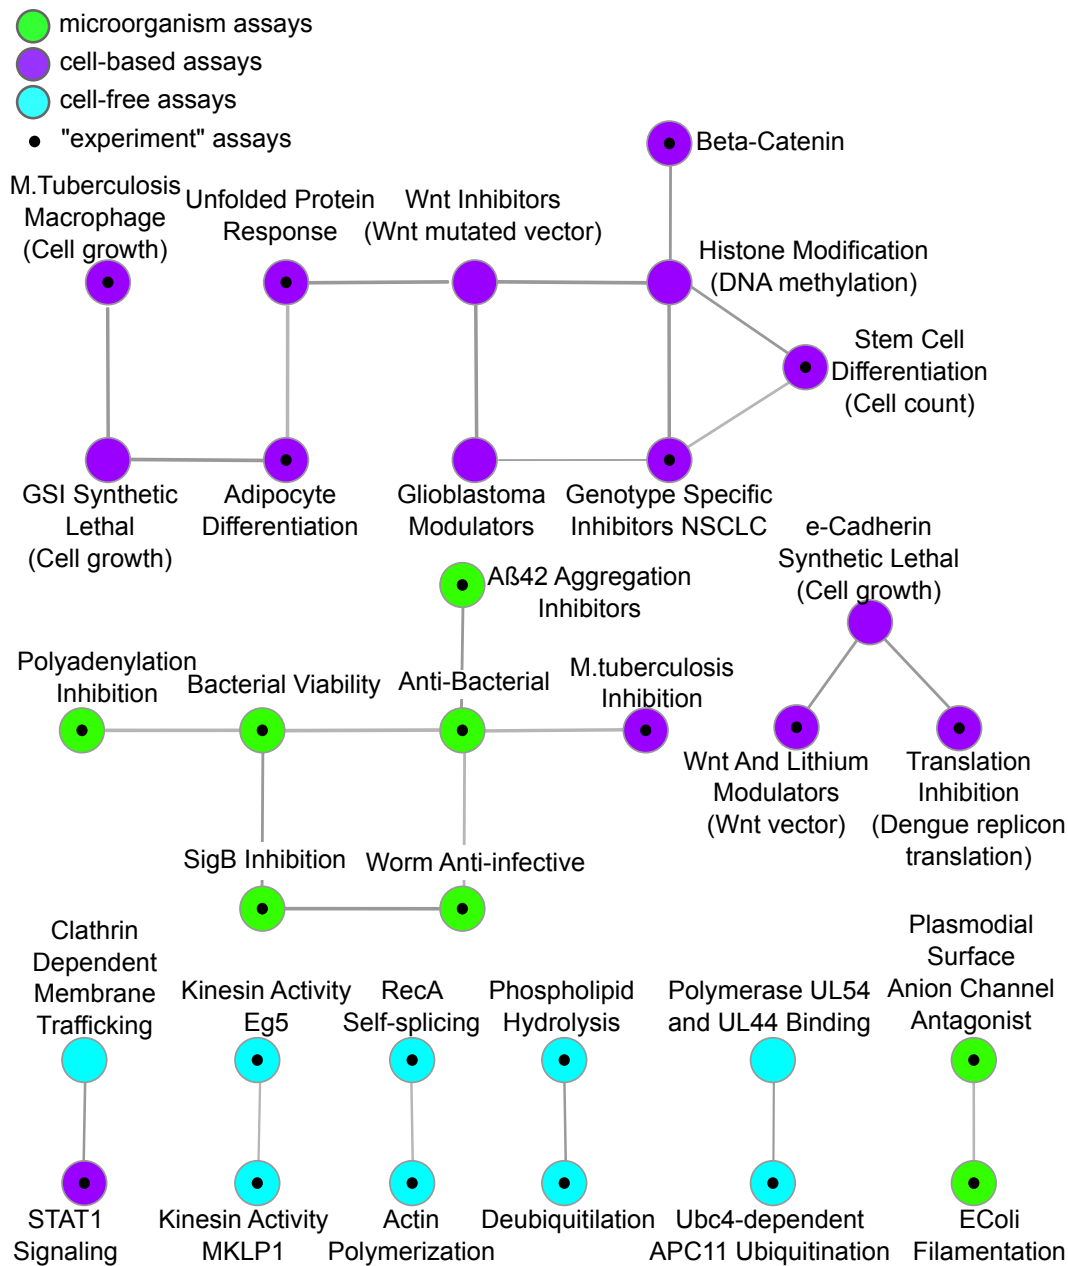 microorganism assays
cell-based assays
cell-free assays
"experiment" assays
Beta-Catenin
M.Tuberculosis
Macrophage
(Cell growth)
Unfolded Protein
Response
Wnt Inhibitors
(Wnt mutated vector)
Histone Modification
(DNA methylation)
Stem Cell
Differentiation
(Cell count)
GSI Synthetic
Lethal
(Cell growth)
Adipocyte
Differentiation
Glioblastoma
Modulators
Genotype Specific
Inhibitors NSCLC
e-Cadherin
Synthetic Lethal
(Cell growth)
Aß42 Aggregation
Inhibitors
Polyadenylation
Inhibition
Bacterial Viability
Anti-Bacterial
M.tuberculosis
Inhibition
Wnt And Lithium
Modulators
(Wnt vector)
Translation
Inhibition
(Dengue replicon
translation)
SigB Inhibition
Worm Anti-infective
Clathrin
Dependent
Membrane
Trafficking
Kinesin Activity
Eg5
RecA
Self-splicing
Phospholipid
Hydrolysis
Polymerase UL54
and UL44 Binding
Plasmodial
Surface
Anion Channel
Antagonist
STAT1
Signaling
Kinesin Activity
MKLP1
Actin
Polymerization
Deubiquitilation
Ubc4-dependent
APC11 Ubiquitination
EColi
Filamentation